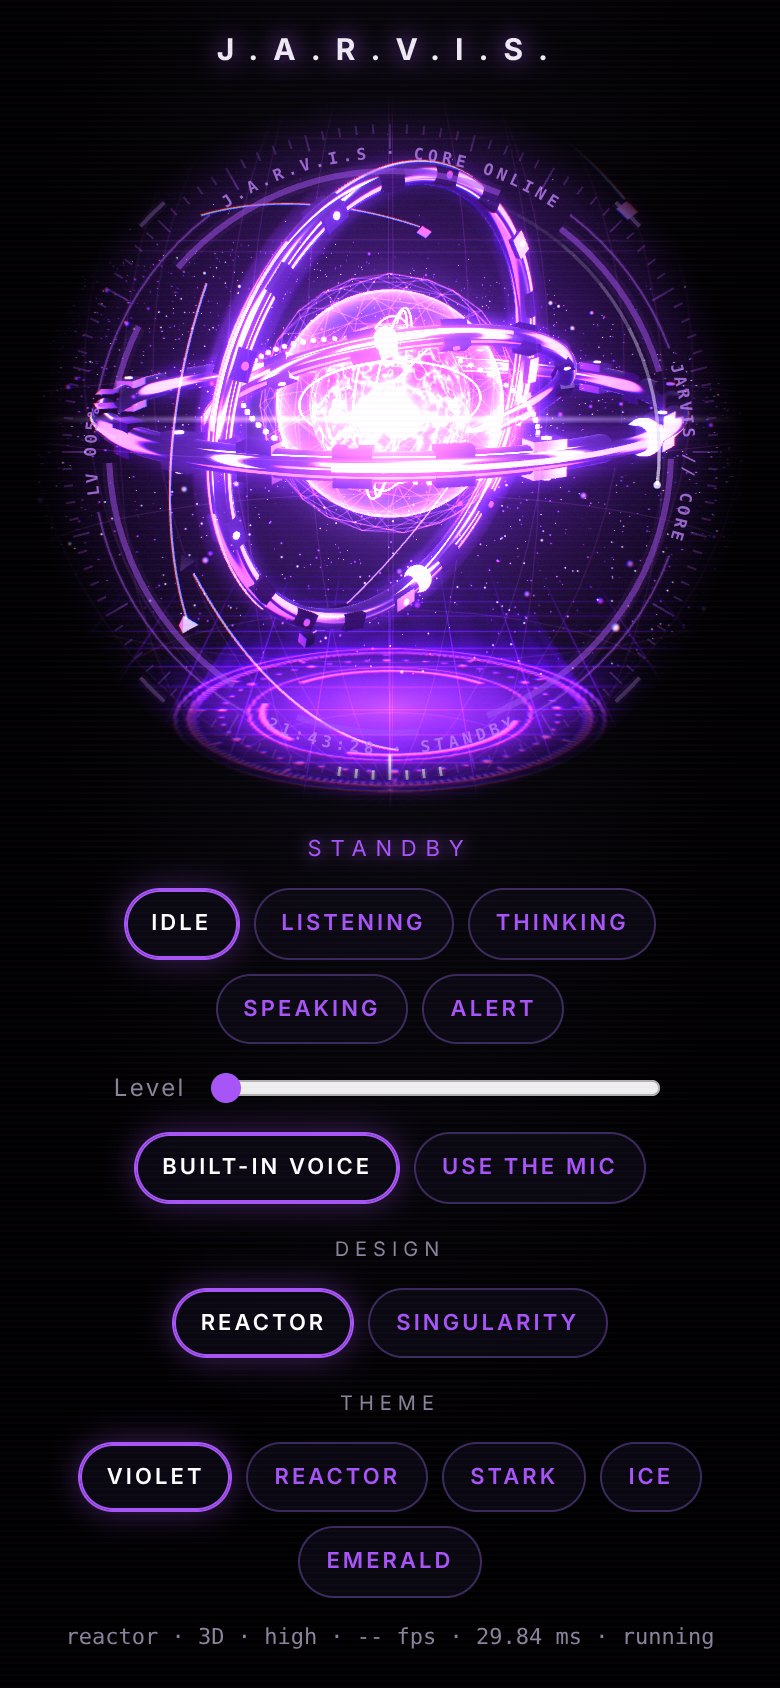 J.A.R.V.I.S.
J.A.R.V.I.S · CORE ONLINE
JARVIS // CORE
LV 005
21:43:28 · STANDBY
STANDBY
IDLE
LISTENING
THINKING
SPEAKING
ALERT
Level
BUILT-IN VOICE
USE THE MIC
DESIGN
REACTOR
SINGULARITY
THEME
VIOLET
REACTOR
STARK
ICE
EMERALD
reactor · 3D · high · -- fps · 29.84 ms · running